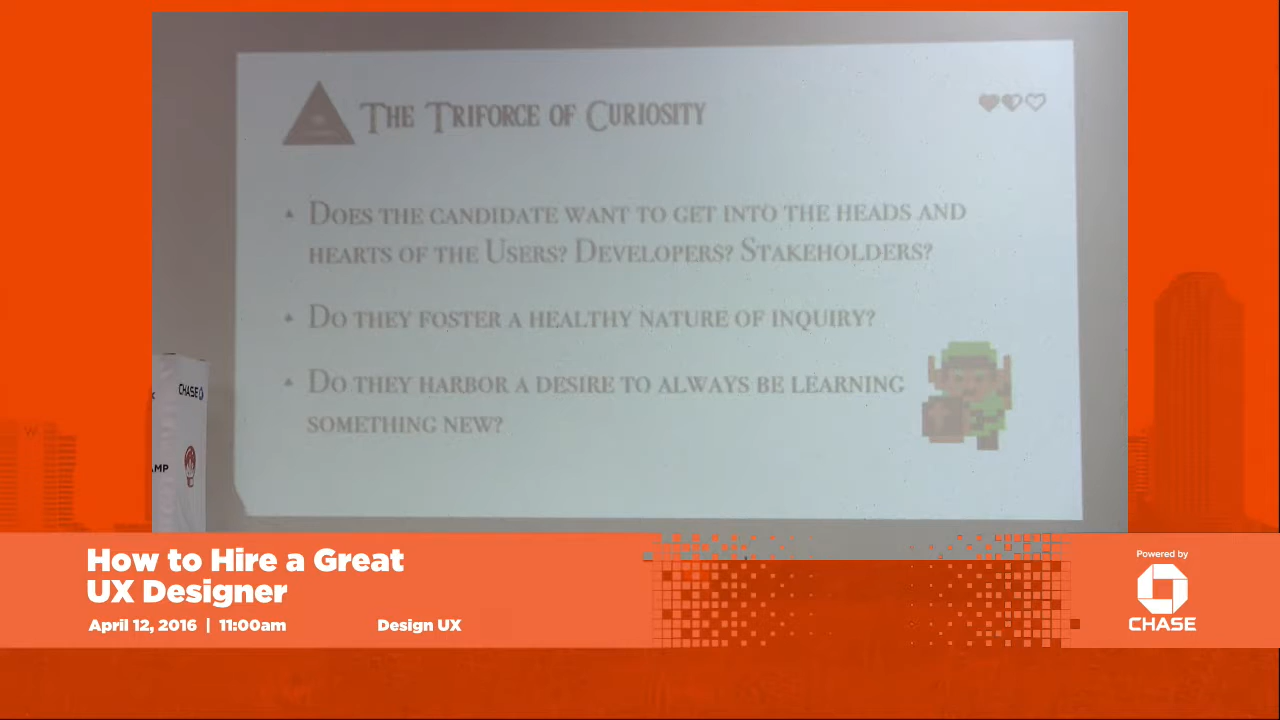 The Triforce of Curiosity
Does the candidate want to get into the heads and
hearts of the Users? Developers? Stakeholders?
Do they foster a healthy nature of inquiry?
Do they harbor a desire to always be learning
something new?
CHASE
AMP
How to Hire a Great
UX Designer
April 12, 2016 | 11:00am
Design UX
Powered by
CHASE